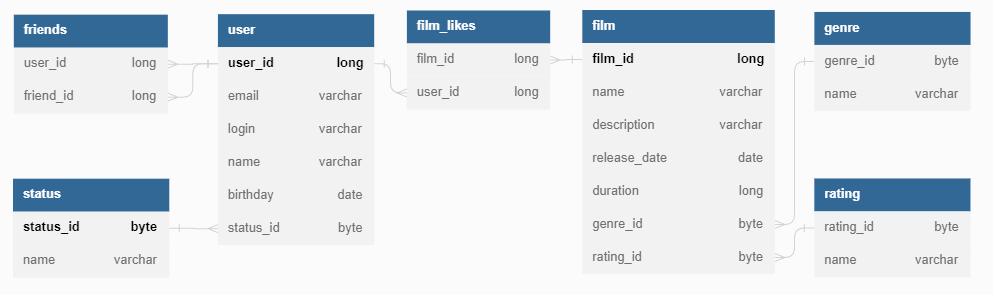 friends
user_id long
friend_id long
user
user_id long
email varchar
login varchar
name varchar
birthday date
status_id byte
film_likes
film_id long
user_id long
film
film_id long
name varchar
description varchar
release_date date
duration long
genre_id byte
rating_id byte
genre
genre_id byte
name varchar
status
status_id byte
name varchar
rating
rating_id byte
name varchar